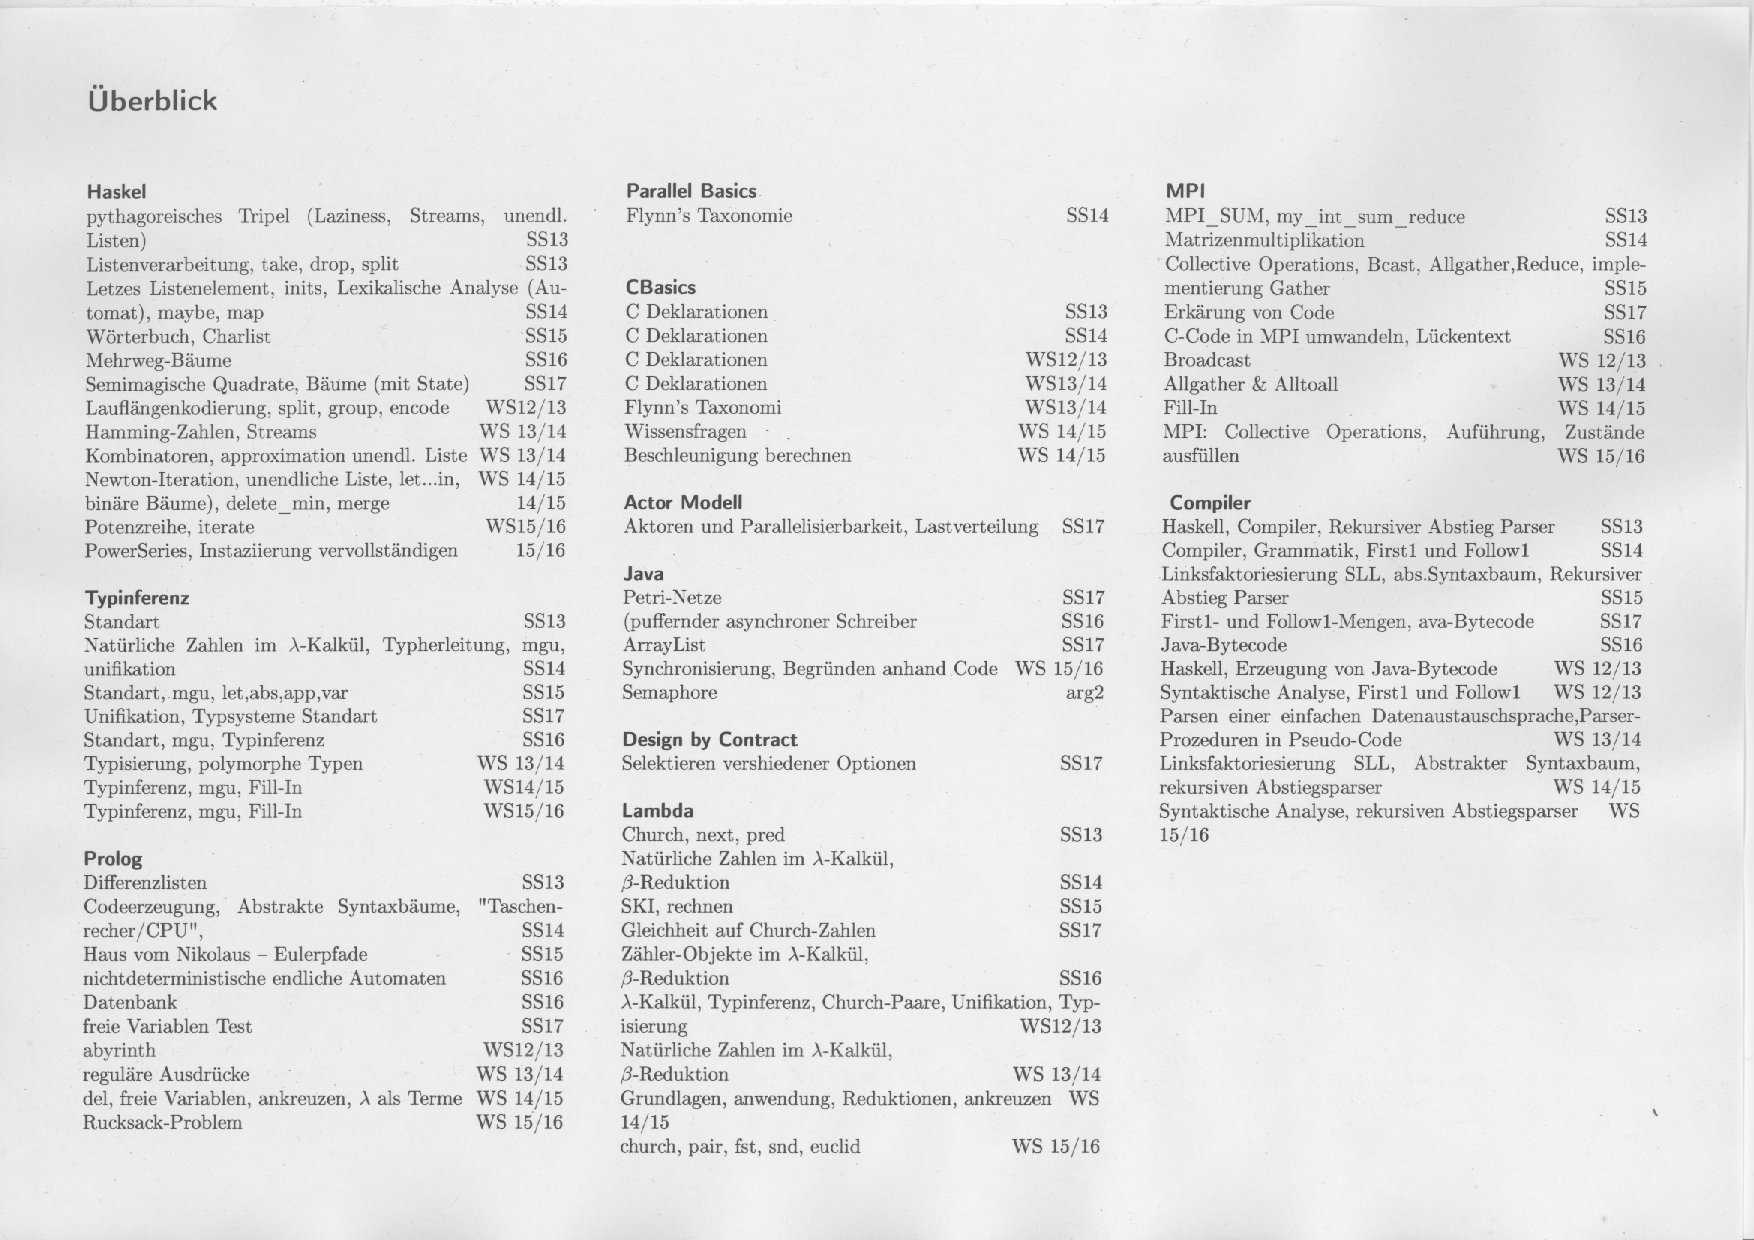 Überblick
Haskel
pythagoreisches Tripel (Laziness, Streams, unendl.
Listen) SS13
Listenverarbeitung, take, drop, split SS13
Letzes Listenelement, inits, Lexikalische Analyse (Au-
tomat), maybe, map SS14
Wörterbuch, Charlist SS15
Mehrweg-Bäume SS16
Semimagische Quadrate, Bäume (mit State) SS17
Lauflängenkodierung, split, group, encode WS12/13
Hamming-Zahlen, Streams WS 13/14
Kombinatoren, approximation unendl. Liste WS 13/14
Newton-Iteration, unendliche Liste, let...in, WS 14/15
binäre Bäume), delete_min, merge 14/15
Potenzreihe, iterate WS15/16
PowerSeries, Instaziierung vervollständigen 15/16
Typinferenz
Standart SS13
Natürliche Zahlen im λ-Kalkül, Typherleitung, mgu,
unifikation SS14
Standart, mgu, let,abs,app,var SS15
Unifikation, Typsysteme Standart SS17
Standart, mgu, Typinferenz SS16
Typisierung, polymorphe Typen WS 13/14
Typinferenz, mgu, Fill-In WS14/15
Typinferenz, mgu, Fill-In WS15/16
Prolog
Differenzlisten SS13
Codeerzeugung, Abstrakte Syntaxbäume, "Taschen-
recher/CPU", SS14
Haus vom Nikolaus – Eulerpfade SS15
nichtdeterministische endliche Automaten SS16
Datenbank SS16
freie Variablen Test SS17
abyrinth WS12/13
reguläre Ausdrücke WS 13/14
del, freie Variablen, ankreuzen, λ als Terme WS 14/15
Rucksack-Problem WS 15/16
Parallel Basics
Flynn's Taxonomie SS14
CBasics
C Deklarationen SS13
C Deklarationen SS14
C Deklarationen WS12/13
C Deklarationen WS13/14
Flynn's Taxonomi WS13/14
Wissensfragen WS 14/15
Beschleunigung berechnen WS 14/15
Actor Modell
Aktoren und Parallelisierbarkeit, Lastverteilung SS17
Java
Petri-Netze SS17
(puffernder asynchroner Schreiber SS16
ArrayList SS17
Synchronisierung, Begründen anhand Code WS 15/16
Semaphore arg2
Design by Contract
Selektieren vershiedener Optionen SS17
Lambda
Church, next, pred SS13
Natürliche Zahlen im λ-Kalkül,
β-Reduktion SS14
SKI, rechnen SS15
Gleichheit auf Church-Zahlen SS17
Zähler-Objekte im λ-Kalkül,
β-Reduktion SS16
λ-Kalkül, Typinferenz, Church-Paare, Unifikation, Typ-
isierung WS12/13
Natürliche Zahlen im λ-Kalkül,
β-Reduktion WS 13/14
Grundlagen, anwendung, Reduktionen, ankreuzen WS
14/15
church, pair, fst, snd, euclid WS 15/16
MPI
MPI_SUM, my_int_sum_reduce SS13
Matrizenmultiplikation SS14
Collective Operations, Bcast, Allgather,Reduce, imple-
mentierung Gather SS15
Erkärung von Code SS17
C-Code in MPI umwandeln, Lückentext SS16
Broadcast WS 12/13
Allgather & Alltoall WS 13/14
Fill-In WS 14/15
MPI: Collective Operations, Auführung, Zustände
ausfüllen WS 15/16
Compiler
Haskell, Compiler, Rekursiver Abstieg Parser SS13
Compiler, Grammatik, First1 und Follow1 SS14
Linksfaktoriesierung SLL, abs.Syntaxbaum, Rekursiver
Abstieg Parser SS15
First1- und Follow1-Mengen, ava-Bytecode SS17
Java-Bytecode SS16
Haskell, Erzeugung von Java-Bytecode WS 12/13
Syntaktische Analyse, First1 und Follow1 WS 12/13
Parsen einer einfachen Datenaustauschsprache,Parser-
Prozeduren in Pseudo-Code WS 13/14
Linksfaktoriesierung SLL, Abstrakter Syntaxbaum,
rekursiven Abstiegsparser WS 14/15
Syntaktische Analyse, rekursiven Abstiegsparser WS
15/16